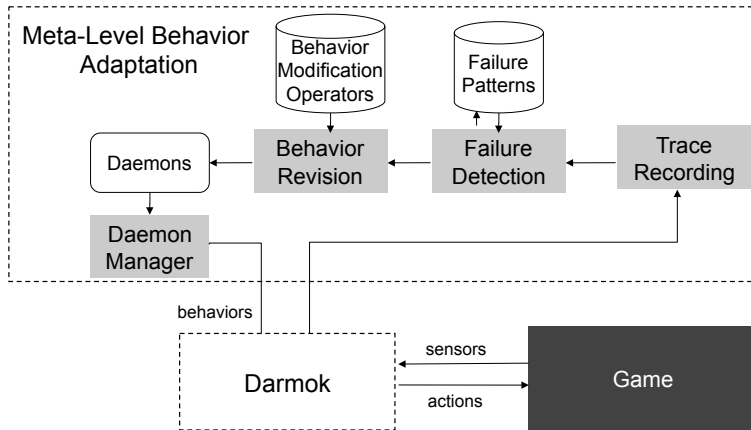 Meta-Level Behavior
Adaptation
Behavior
Modification
Operators
Failure
Patterns
Daemons
Behavior
Revision
Failure
Detection
Trace
Recording
Daemon
Manager
behaviors
Darmok
sensors
actions
Game